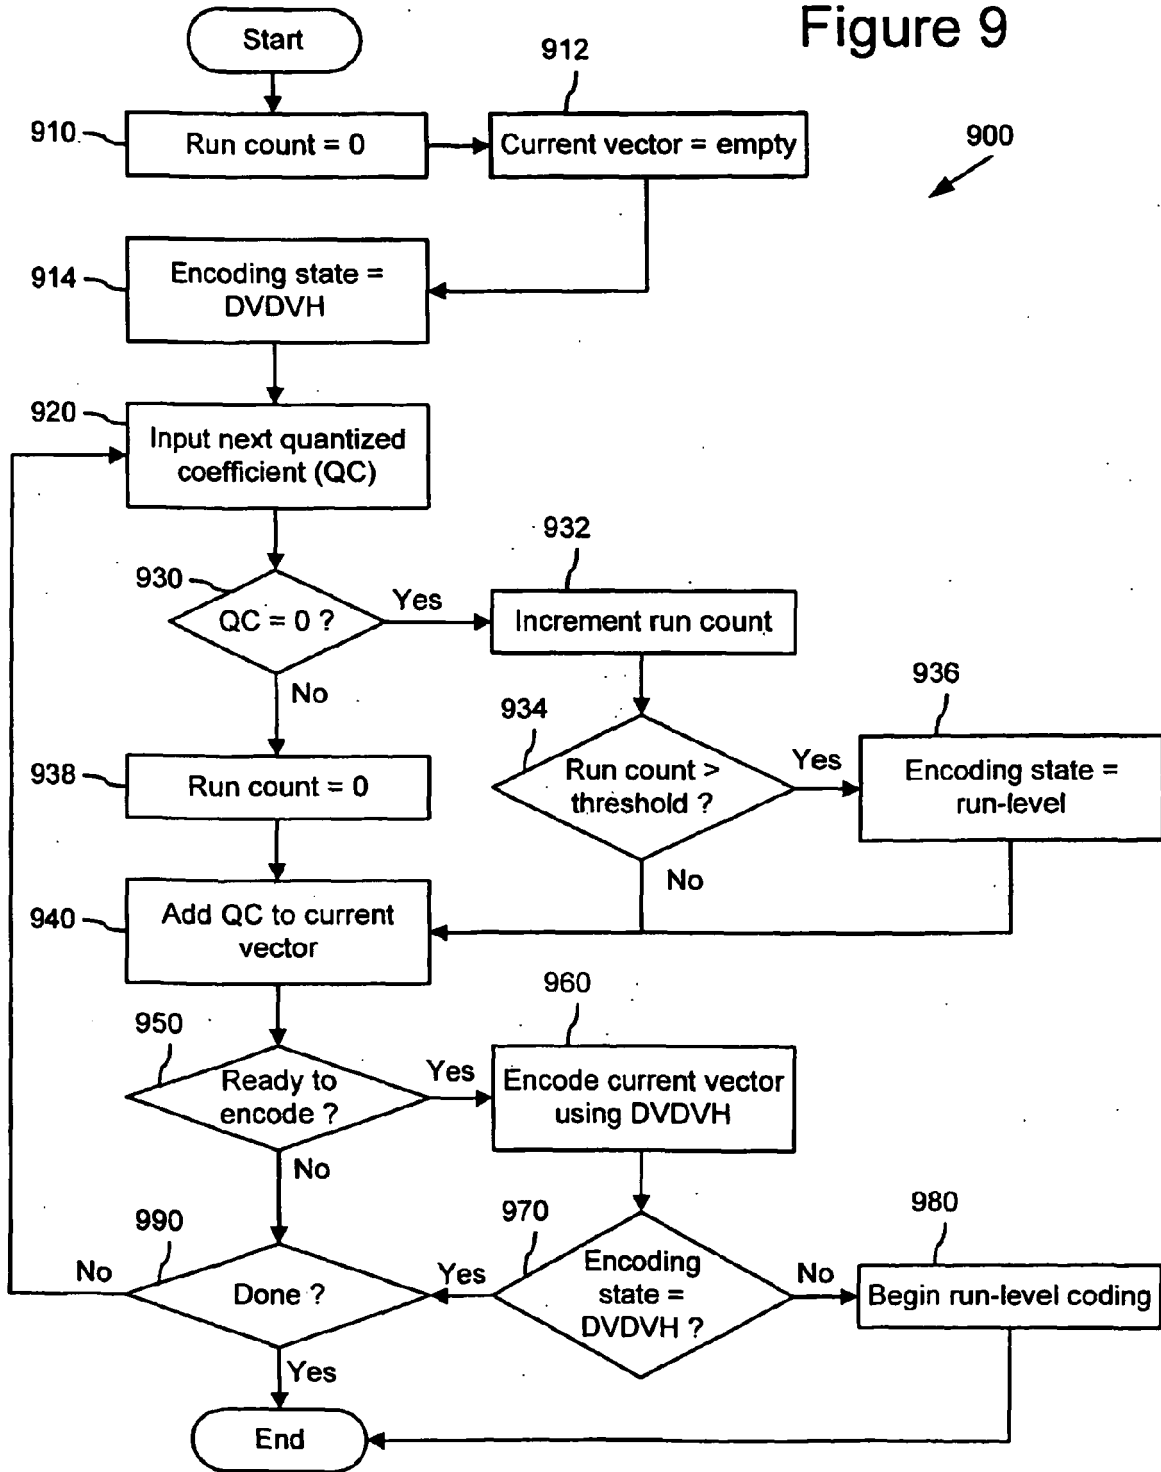 Figure 9
Start
912
910
Run count = 0
Current vector = empty
900
914
Encoding state =
DVDVH
920
Input next quantized
coefficient (QC)
932
930
QC = 0 ?
Yes
Increment run count
No
936
934
938
Run count = 0
Run count >
threshold ?
Yes
Encoding state =
run-level
No
940
Add QC to current
vector
960
950
Ready to
encode ?
Yes
Encode current vector
using DVDVH
No
980
970
990
No
Done ?
Yes
Encoding
state =
DVDVH ?
No
Begin run-level coding
Yes
End